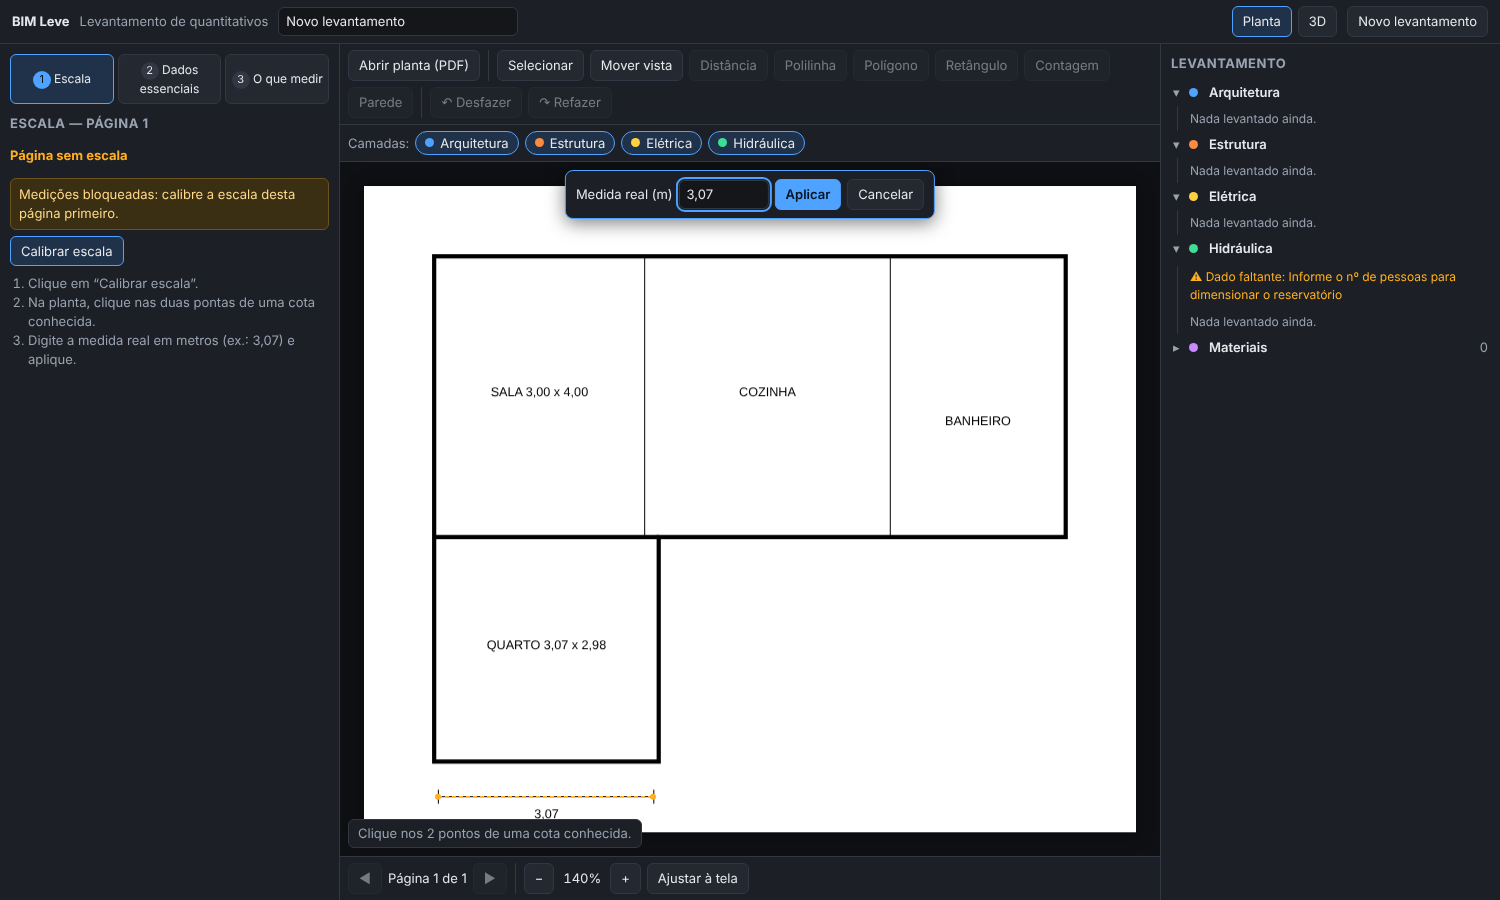 BIM Leve Levantamento de quantitativos Novo levantamento Planta 3D Novo levantamento
1 Escala
2 Dados essenciais
3 O que medir
ESCALA — PÁGINA 1
Página sem escala
Medições bloqueadas: calibre a escala desta
página primeiro.
Calibrar escala
1. Clique em “Calibrar escala”.
2. Na planta, clique nas duas pontas de uma cota
conhecida.
3. Digite a medida real em metros (ex.: 3,07) e
aplique.
Abrir planta (PDF) Selecionar Mover vista Distância Polilinha Polígono Retângulo Contagem
Parede ↶ Desfazer ↷ Refazer
Camadas: Arquitetura Estrutura Elétrica Hidráulica
Medida real (m) 3,07 Aplicar Cancelar
SALA 3,00 x 4,00
COZINHA
BANHEIRO
QUARTO 3,07 x 2,98
3,07
Clique nos 2 pontos de uma cota conhecida.
◀ Página 1 de 1 ▶ − 140% + Ajustar à tela
LEVANTAMENTO
▾ Arquitetura
Nada levantado ainda.
▾ Estrutura
Nada levantado ainda.
▾ Elétrica
Nada levantado ainda.
▾ Hidráulica
⚠ Dado faltante: Informe o nº de pessoas para
dimensionar o reservatório
Nada levantado ainda.
▸ Materiais 0